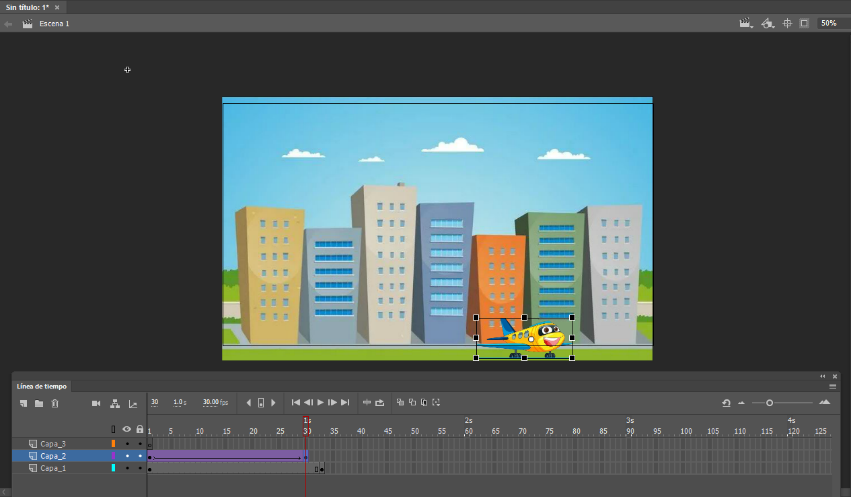 Sin título: 1* ×
Escena 1
50%
Línea de tiempo
30 1.0 s 30.00 fps
1s 2s 3s 4s
1 5 10 15 20 25 30 35 40 45 50 55 60 65 70 75 80 85 90 95 100 105 110 115 120 125
Capa_3
Capa_2
Capa_1